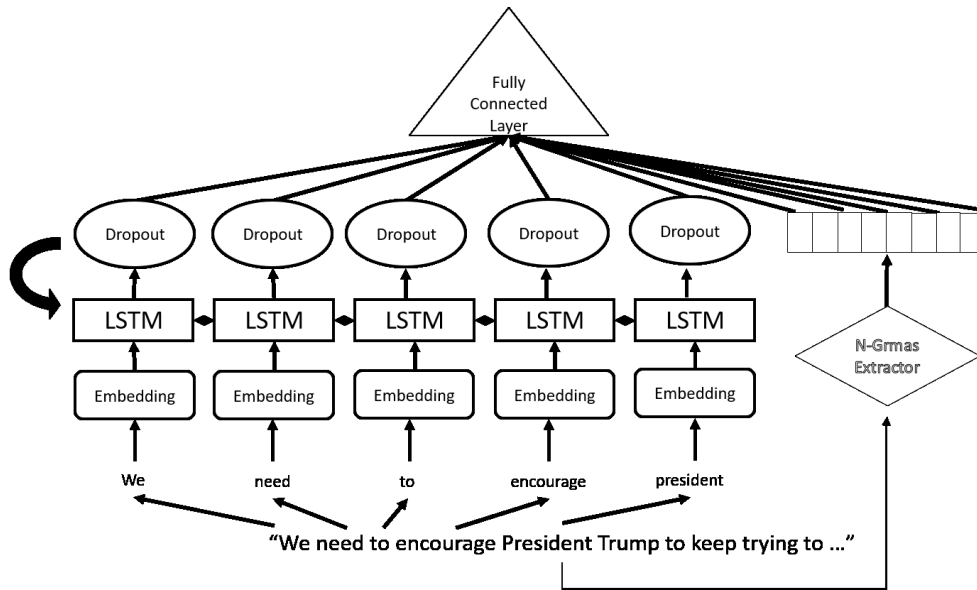 Fully
Connected
Layer
Dropout
Dropout
Dropout
Dropout
Dropout
LSTM
LSTM
LSTM
LSTM
LSTM
N-Grmas
Extractor
Embedding
Embedding
Embedding
Embedding
Embedding
We
need
to
encourage
president
“We need to encourage President Trump to keep trying to ...”